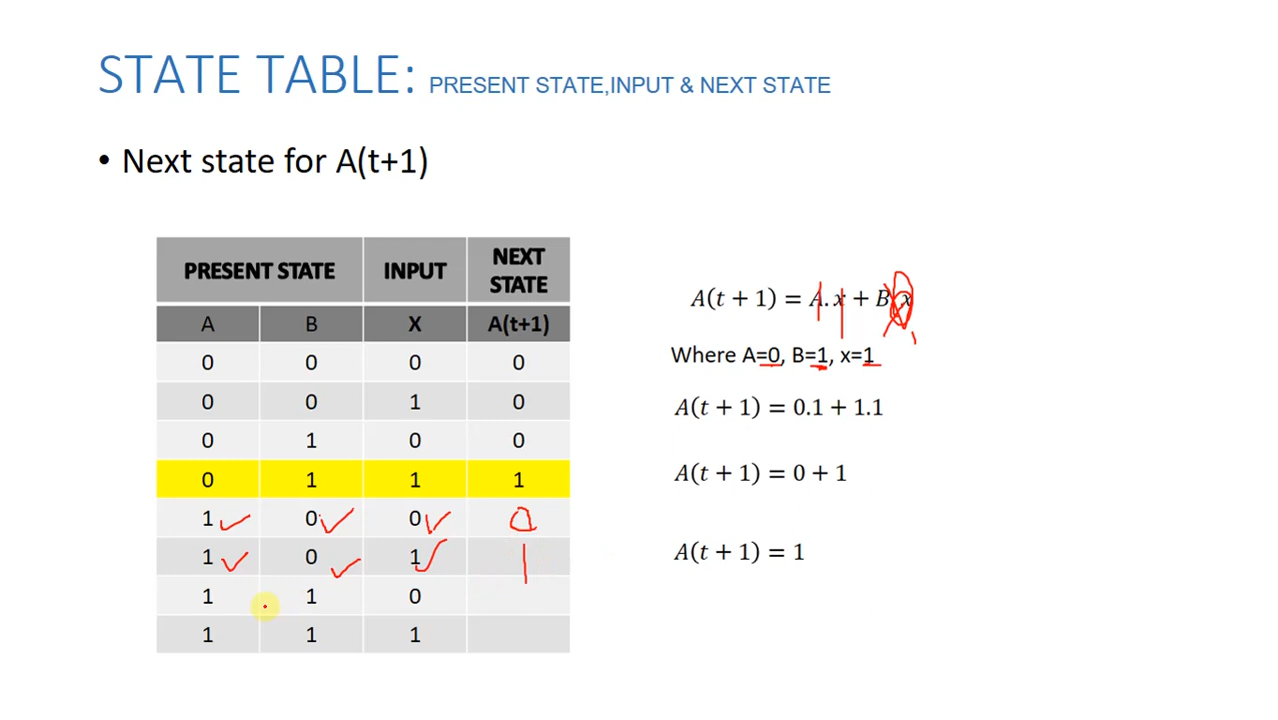 STATE TABLE: PRESENT STATE,INPUT & NEXT STATE
• Next state for A(t+1)
PRESENT STATE INPUT NEXT STATE
A B X A(t+1)
0 0 0 0
0 0 1 0
0 1 0 0
0 1 1 1
1 0 0 0
1 0 1 1
1 1 0
1 1 1
A(t + 1) = A. x + B. x
Where A=0, B=1, x=1
A(t + 1) = 0.1 + 1.1
A(t + 1) = 0 + 1
A(t + 1) = 1